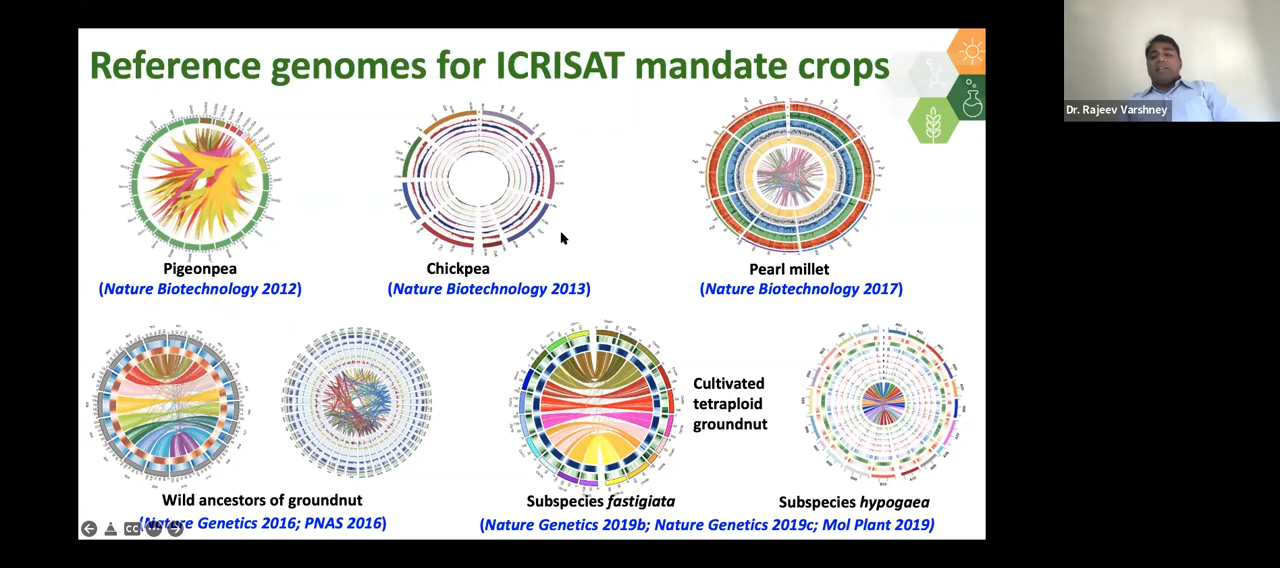 Reference genomes for ICRISAT mandate crops
Dr. Rajeev Varshney
Pigeonpea
(Nature Biotechnology 2012)
Chickpea
(Nature Biotechnology 2013)
Pearl millet
(Nature Biotechnology 2017)
Cultivated
tetraploid
groundnut
Wild ancestors of groundnut
(Nature Genetics 2016; PNAS 2016)
Subspecies fastigiata
Subspecies hypogaea
(Nature Genetics 2019b; Nature Genetics 2019c; Mol Plant 2019)
CC